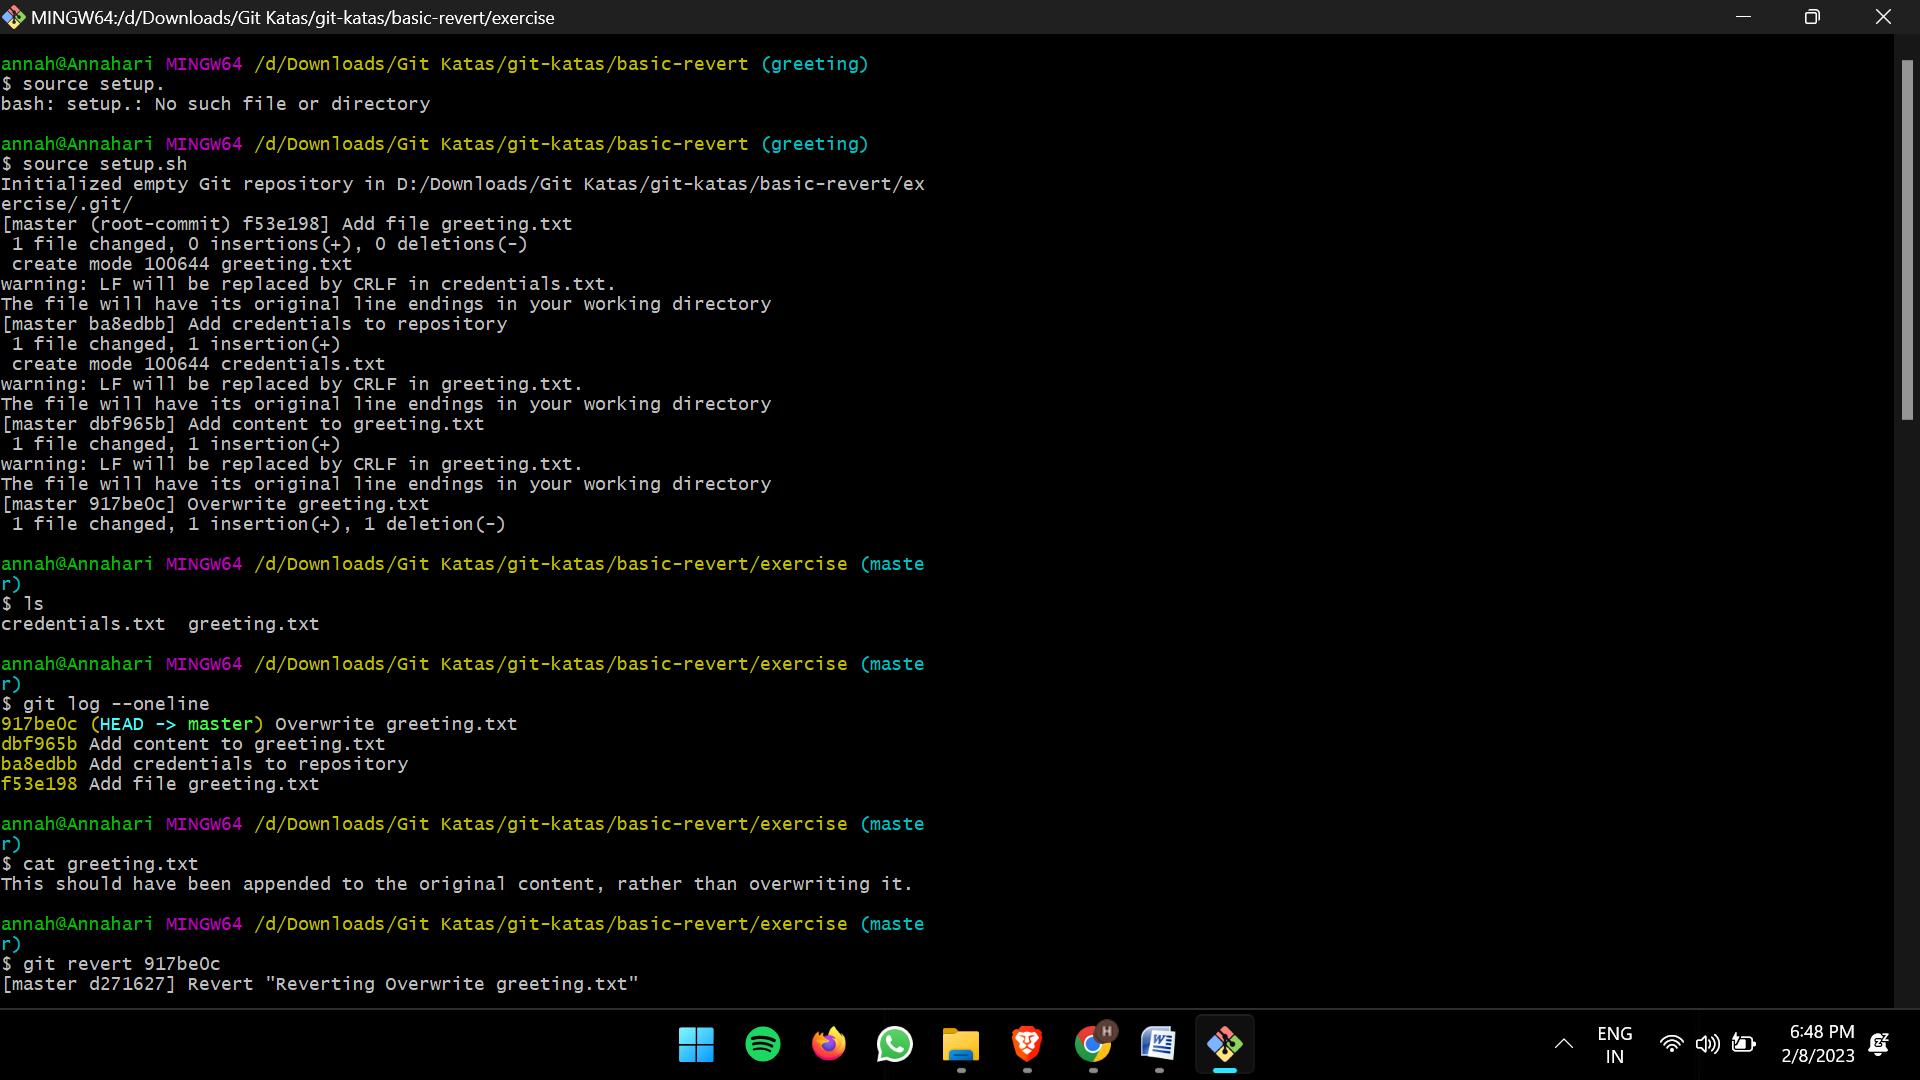 MINGW64:/d/Downloads/Git Katas/git-katas/basic-revert/exercise
annah@Annahari MINGW64 /d/Downloads/Git Katas/git-katas/basic-revert (greeting)
$ source setup.
bash: setup.: No such file or directory
annah@Annahari MINGW64 /d/Downloads/Git Katas/git-katas/basic-revert (greeting)
$ source setup.sh
Initialized empty Git repository in D:/Downloads/Git Katas/git-katas/basic-revert/ex
ercise/.git/
[master (root-commit) f53e198] Add file greeting.txt
 1 file changed, 0 insertions(+), 0 deletions(-)
 create mode 100644 greeting.txt
warning: LF will be replaced by CRLF in credentials.txt.
The file will have its original line endings in your working directory
[master ba8edbb] Add credentials to repository
 1 file changed, 1 insertion(+)
 create mode 100644 credentials.txt
warning: LF will be replaced by CRLF in greeting.txt.
The file will have its original line endings in your working directory
[master dbf965b] Add content to greeting.txt
 1 file changed, 1 insertion(+)
warning: LF will be replaced by CRLF in greeting.txt.
The file will have its original line endings in your working directory
[master 917be0c] Overwrite greeting.txt
 1 file changed, 1 insertion(+), 1 deletion(-)
annah@Annahari MINGW64 /d/Downloads/Git Katas/git-katas/basic-revert/exercise (maste
r)
$ ls
credentials.txt  greeting.txt
annah@Annahari MINGW64 /d/Downloads/Git Katas/git-katas/basic-revert/exercise (maste
r)
$ git log --oneline
917be0c (HEAD -> master) Overwrite greeting.txt
dbf965b Add content to greeting.txt
ba8edbb Add credentials to repository
f53e198 Add file greeting.txt
annah@Annahari MINGW64 /d/Downloads/Git Katas/git-katas/basic-revert/exercise (maste
r)
$ cat greeting.txt
This should have been appended to the original content, rather than overwriting it.
annah@Annahari MINGW64 /d/Downloads/Git Katas/git-katas/basic-revert/exercise (maste
r)
$ git revert 917be0c
[master d271627] Revert "Reverting Overwrite greeting.txt"
H
W
ENG
IN
6:48 PM
2/8/2023